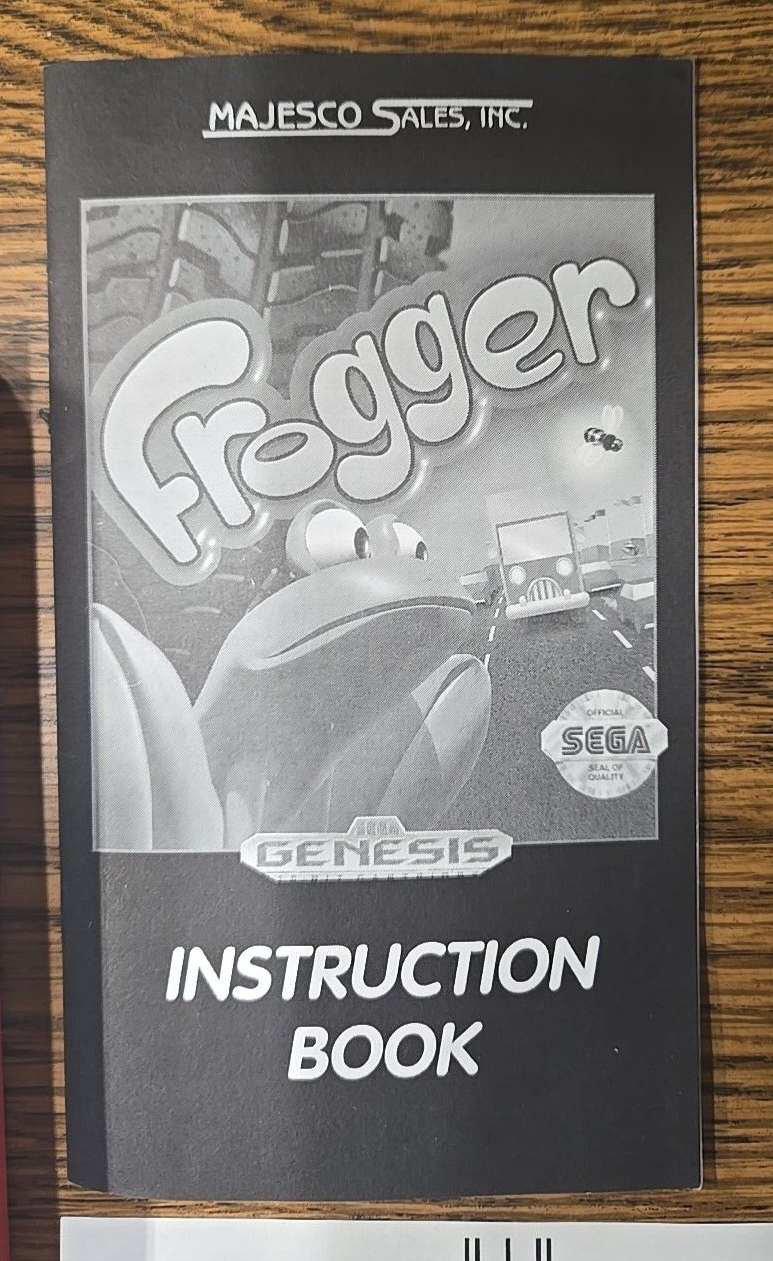 MAJESCO SALES, INC.
Frogger
OFFICIAL
SEGA
SEAL OF
QUALITY
SEGA
GENESIS
INSTRUCTION
BOOK